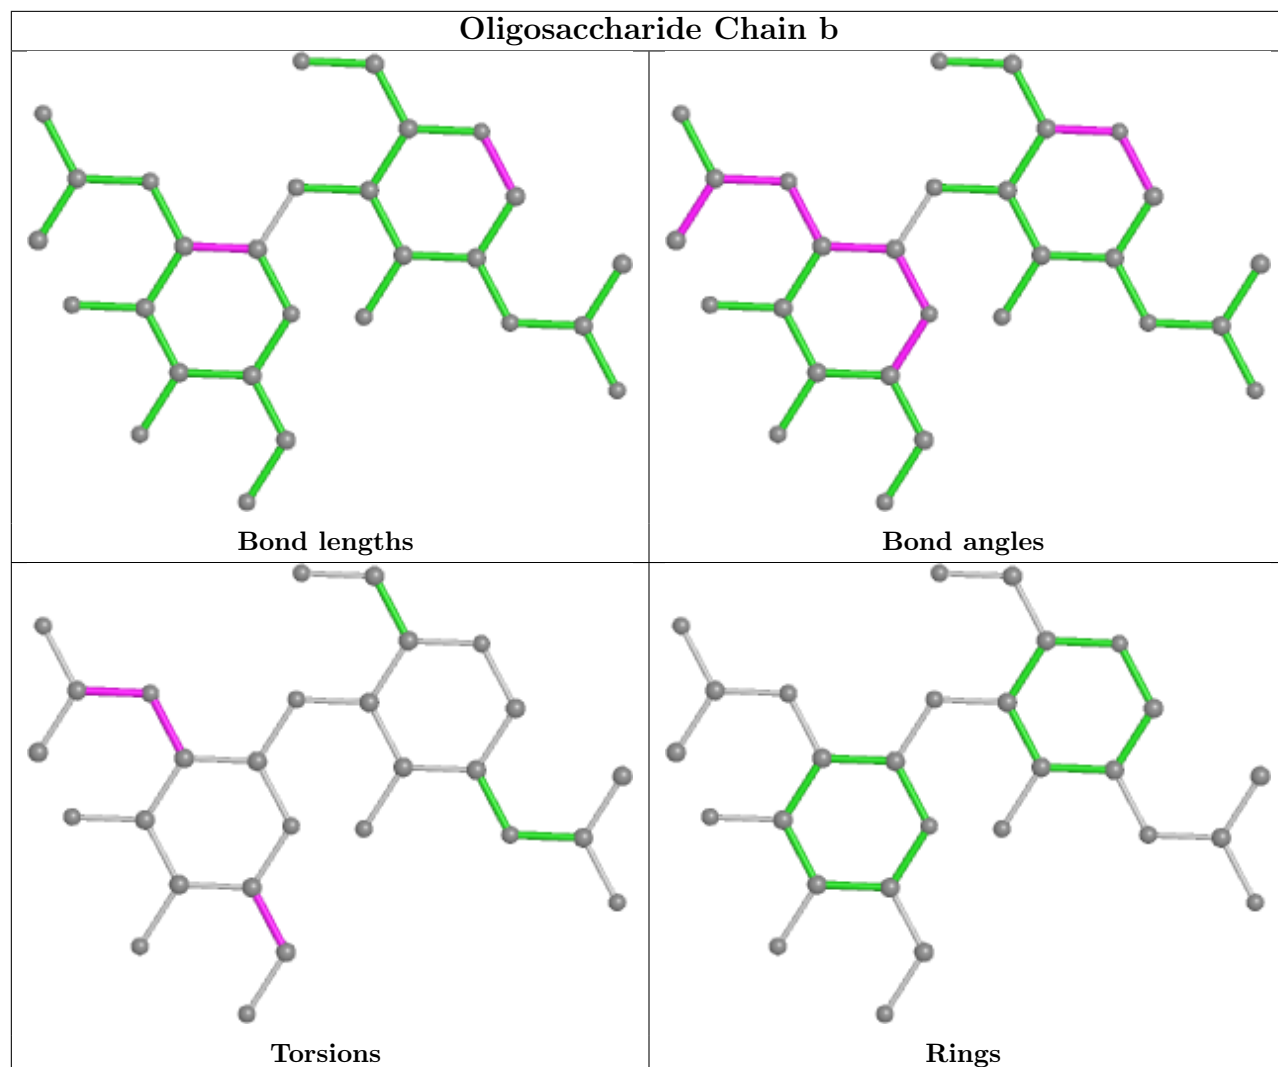 Oligosaccharide Chain b
Bond lengths
Bond angles
Torsions
Rings